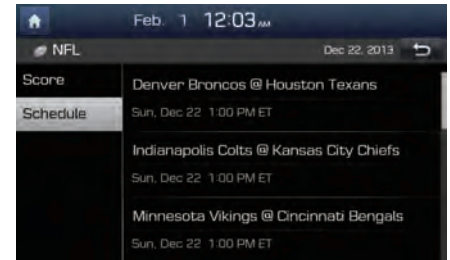 Feb. 1 12:03 AM
NFL Dec 22, 2013
Score
Schedule
Denver Broncos @ Houston Texans
Sun, Dec 22 1:00 PM ET
Indianapolis Colts @ Kansas City Chiefs
Sun, Dec 22 1:00 PM ET
Minnesota Vikings @ Cincinnati Bengals
Sun, Dec 22 1:00 PM ET